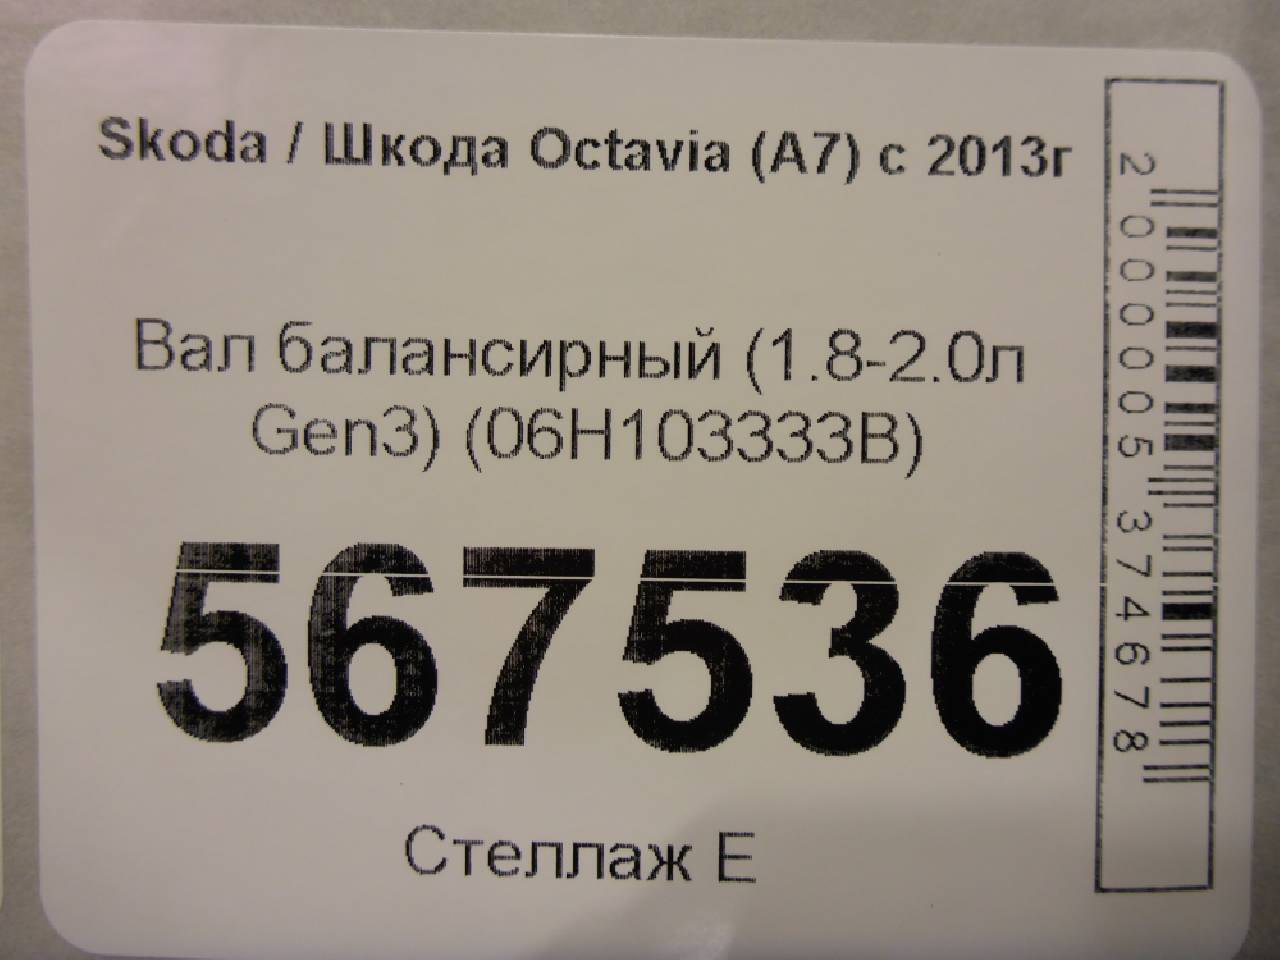 Skoda / Шкода Octavia (A7) с 2013г
Вал балансирный (1.8-2.0л
Gen3) (06H103333B)
567536
Стеллаж Е
2000005374678